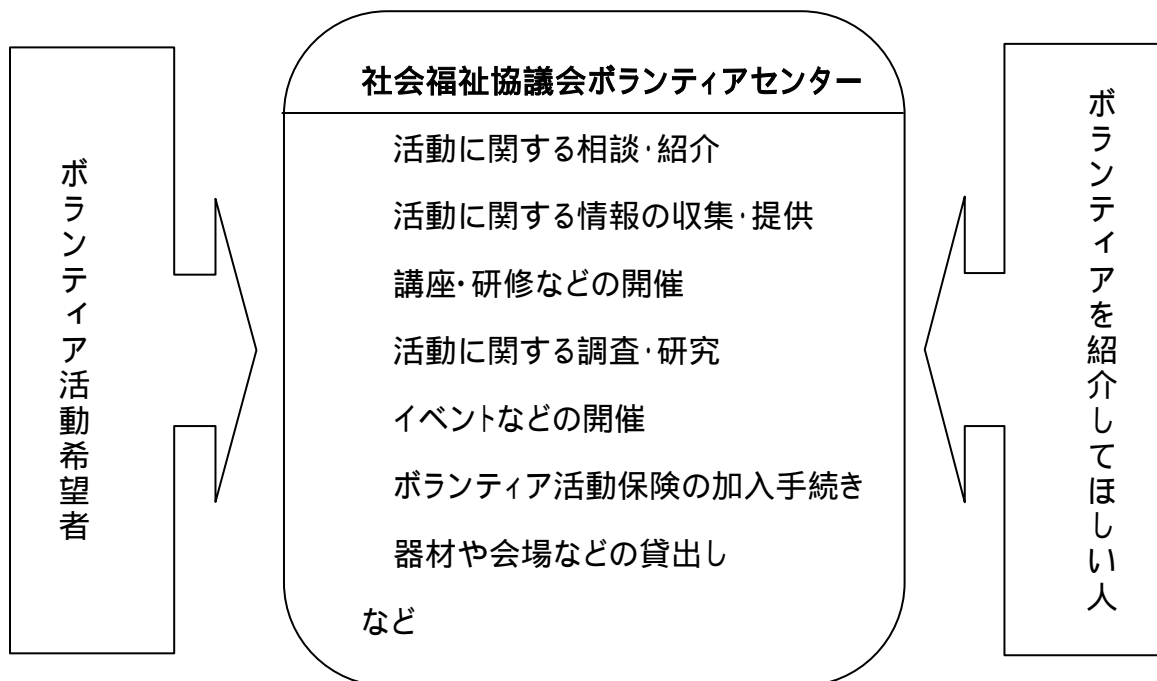 ボランティア活動希望者
社会福祉協議会ボランティアセンター
活動に関する相談・紹介
活動に関する情報の収集・提供
講座・研修などの開催
活動に関する調査・研究
イベントなどの開催
ボランティア活動保険の加入手続き
器材や会場などの貸出し
など
ボランティアを紹介してほしい人